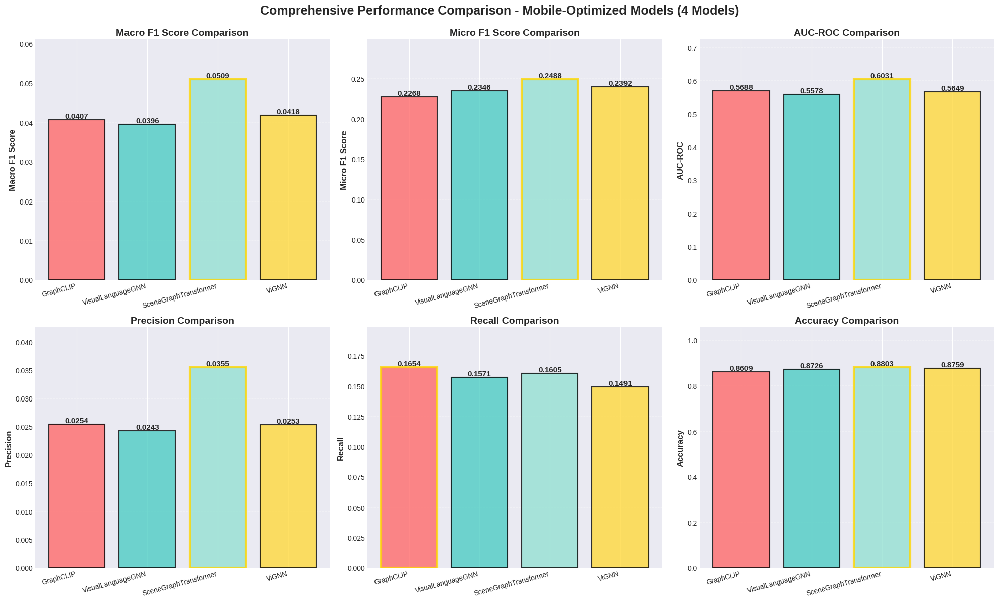 Comprehensive Performance Comparison - Mobile-Optimized Models (4 Models)
Macro F1 Score Comparison
Macro F1 Score
0.06
0.05
0.04
0.03
0.02
0.01
0.00
0.0407
0.0396
0.0509
0.0418
GraphCLIP
VisualLanguageGNN
SceneGraphTransformer
ViGNN
Micro F1 Score Comparison
Micro F1 Score
0.25
0.20
0.15
0.10
0.05
0.00
0.2268
0.2346
0.2488
0.2392
GraphCLIP
VisualLanguageGNN
SceneGraphTransformer
ViGNN
AUC-ROC Comparison
AUC-ROC
0.7
0.6
0.5
0.4
0.3
0.2
0.1
0.0
0.5688
0.5578
0.6031
0.5649
GraphCLIP
VisualLanguageGNN
SceneGraphTransformer
ViGNN
Precision Comparison
Precision
0.040
0.035
0.030
0.025
0.020
0.015
0.010
0.005
0.000
0.0254
0.0243
0.0355
0.0253
GraphCLIP
VisualLanguageGNN
SceneGraphTransformer
ViGNN
Recall Comparison
Recall
0.175
0.150
0.125
0.100
0.075
0.050
0.025
0.000
0.1654
0.1571
0.1605
0.1491
GraphCLIP
VisualLanguageGNN
SceneGraphTransformer
ViGNN
Accuracy Comparison
Accuracy
1.0
0.8
0.6
0.4
0.2
0.0
0.8609
0.8726
0.8803
0.8759
GraphCLIP
VisualLanguageGNN
SceneGraphTransformer
ViGNN